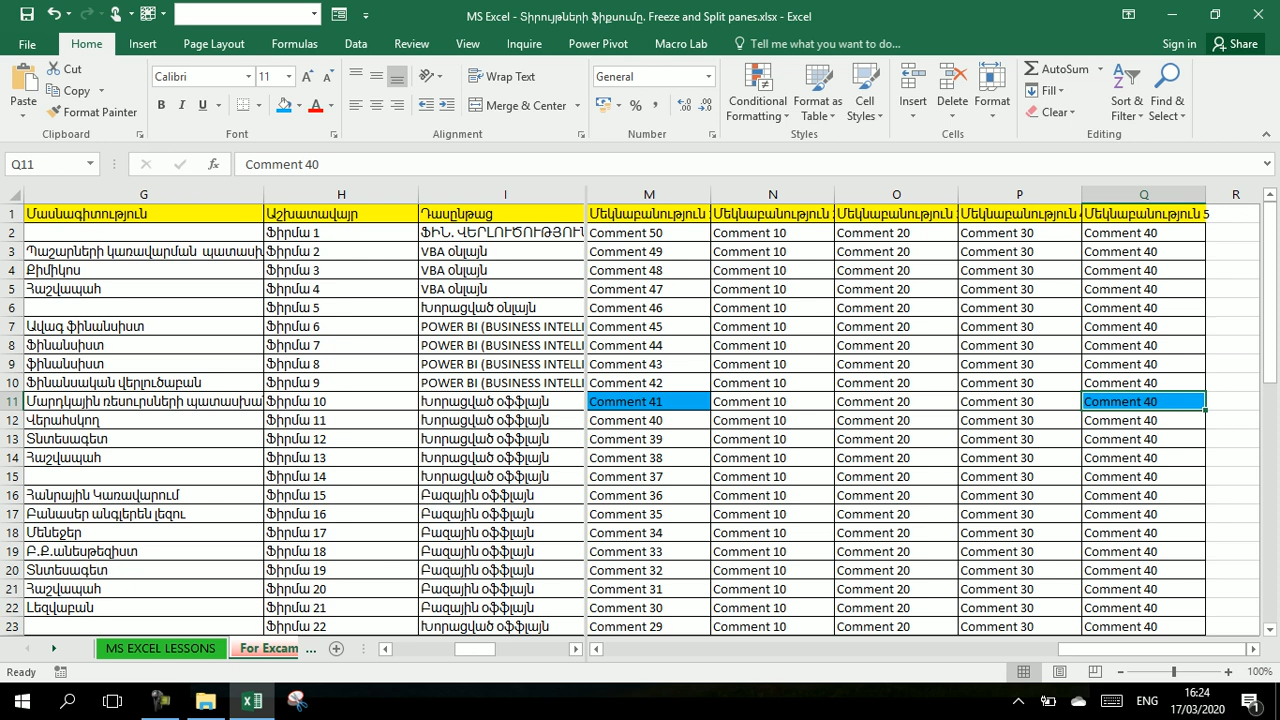 MS Excel - Տիրույթների ֆիքսումը. Freeze and Split panes.xlsx - Excel
File Home Insert Page Layout Formulas Data Review View Inquire Power Pivot Macro Lab Tell me what you want to do... Sign in Share
Paste Cut Copy Format Painter Clipboard
Calibri 11 B I U Font
Wrap Text Merge & Center Alignment
General % Number
Conditional Formatting Format as Table Cell Styles Styles
Insert Delete Format Cells
AutoSum Fill Clear Sort & Filter Find & Select Editing
Q11 fx Comment 40
G H I M N O P Q R
1 Մասնագիտություն Աշխատավայր Դասընթաց Մեկնաբանություն Մեկնաբանություն Մեկնաբանություն Մեկնաբանություն Մեկնաբանություն 5
2 Ֆիրմա 1 ՖԻՆ. ՎԵՐԼՈՒԾՈՒԹՅՈՒՆ Comment 50 Comment 10 Comment 20 Comment 30 Comment 40
3 Պաշարների կառավարման պատասխ Ֆիրմա 2 VBA օնլայն Comment 49 Comment 10 Comment 20 Comment 30 Comment 40
4 Քիմիկոս Ֆիրմա 3 VBA օնլայն Comment 48 Comment 10 Comment 20 Comment 30 Comment 40
5 Հաշվապահ Ֆիրմա 4 VBA օնլայն Comment 47 Comment 10 Comment 20 Comment 30 Comment 40
6 Ֆիրմա 5 Խորացված օնլայն Comment 46 Comment 10 Comment 20 Comment 30 Comment 40
7 Ավագ ֆինանսիստ Ֆիրմա 6 POWER BI (BUSINESS INTELLI Comment 45 Comment 10 Comment 20 Comment 30 Comment 40
8 Ֆինանսիստ Ֆիրմա 7 POWER BI (BUSINESS INTELLI Comment 44 Comment 10 Comment 20 Comment 30 Comment 40
9 ֆինանսիստ Ֆիրմա 8 POWER BI (BUSINESS INTELLI Comment 43 Comment 10 Comment 20 Comment 30 Comment 40
10 Ֆինանսական վերլուծաբան Ֆիրմա 9 POWER BI (BUSINESS INTELLI Comment 42 Comment 10 Comment 20 Comment 30 Comment 40
11 Մարդկային ռեսուրսների պատասխա Ֆիրմա 10 Խորացված օֆֆլայն Comment 41 Comment 10 Comment 20 Comment 30 Comment 40
12 Վերահսկող Ֆիրմա 11 Խորացված օֆֆլայն Comment 40 Comment 10 Comment 20 Comment 30 Comment 40
13 Տնտեսագետ Ֆիրմա 12 Խորացված օֆֆլայն Comment 39 Comment 10 Comment 20 Comment 30 Comment 40
14 Հաշվապահ Ֆիրմա 13 Խորացված օֆֆլայն Comment 38 Comment 10 Comment 20 Comment 30 Comment 40
15 Ֆիրմա 14 Խորացված օֆֆլայն Comment 37 Comment 10 Comment 20 Comment 30 Comment 40
16 Հանրային Կառավարում Ֆիրմա 15 Բազային օֆֆլայն Comment 36 Comment 10 Comment 20 Comment 30 Comment 40
17 Բանասեր անգլերեն լեզու Ֆիրմա 16 Բազային օֆֆլայն Comment 35 Comment 10 Comment 20 Comment 30 Comment 40
18 Մենեջեր Ֆիրմա 17 Բազային օֆֆլայն Comment 34 Comment 10 Comment 20 Comment 30 Comment 40
19 Բ.Ք.անեսթեզիստ Ֆիրմա 18 Բազային օֆֆլայն Comment 33 Comment 10 Comment 20 Comment 30 Comment 40
20 Տնտեսագետ Ֆիրմա 19 Բազային օֆֆլայն Comment 32 Comment 10 Comment 20 Comment 30 Comment 40
21 Հաշվապահ Ֆիրմա 20 Բազային օֆֆլայն Comment 31 Comment 10 Comment 20 Comment 30 Comment 40
22 Լեզվաբան Ֆիրմա 21 Բազային օֆֆլայն Comment 30 Comment 10 Comment 20 Comment 30 Comment 40
23 Ֆիրմա 22 Խորացված օֆֆլայն Comment 29 Comment 10 Comment 20 Comment 30 Comment 40
MS EXCEL LESSONS For Exam ...
Ready 100%
ENG 16:24
17/03/2020 1